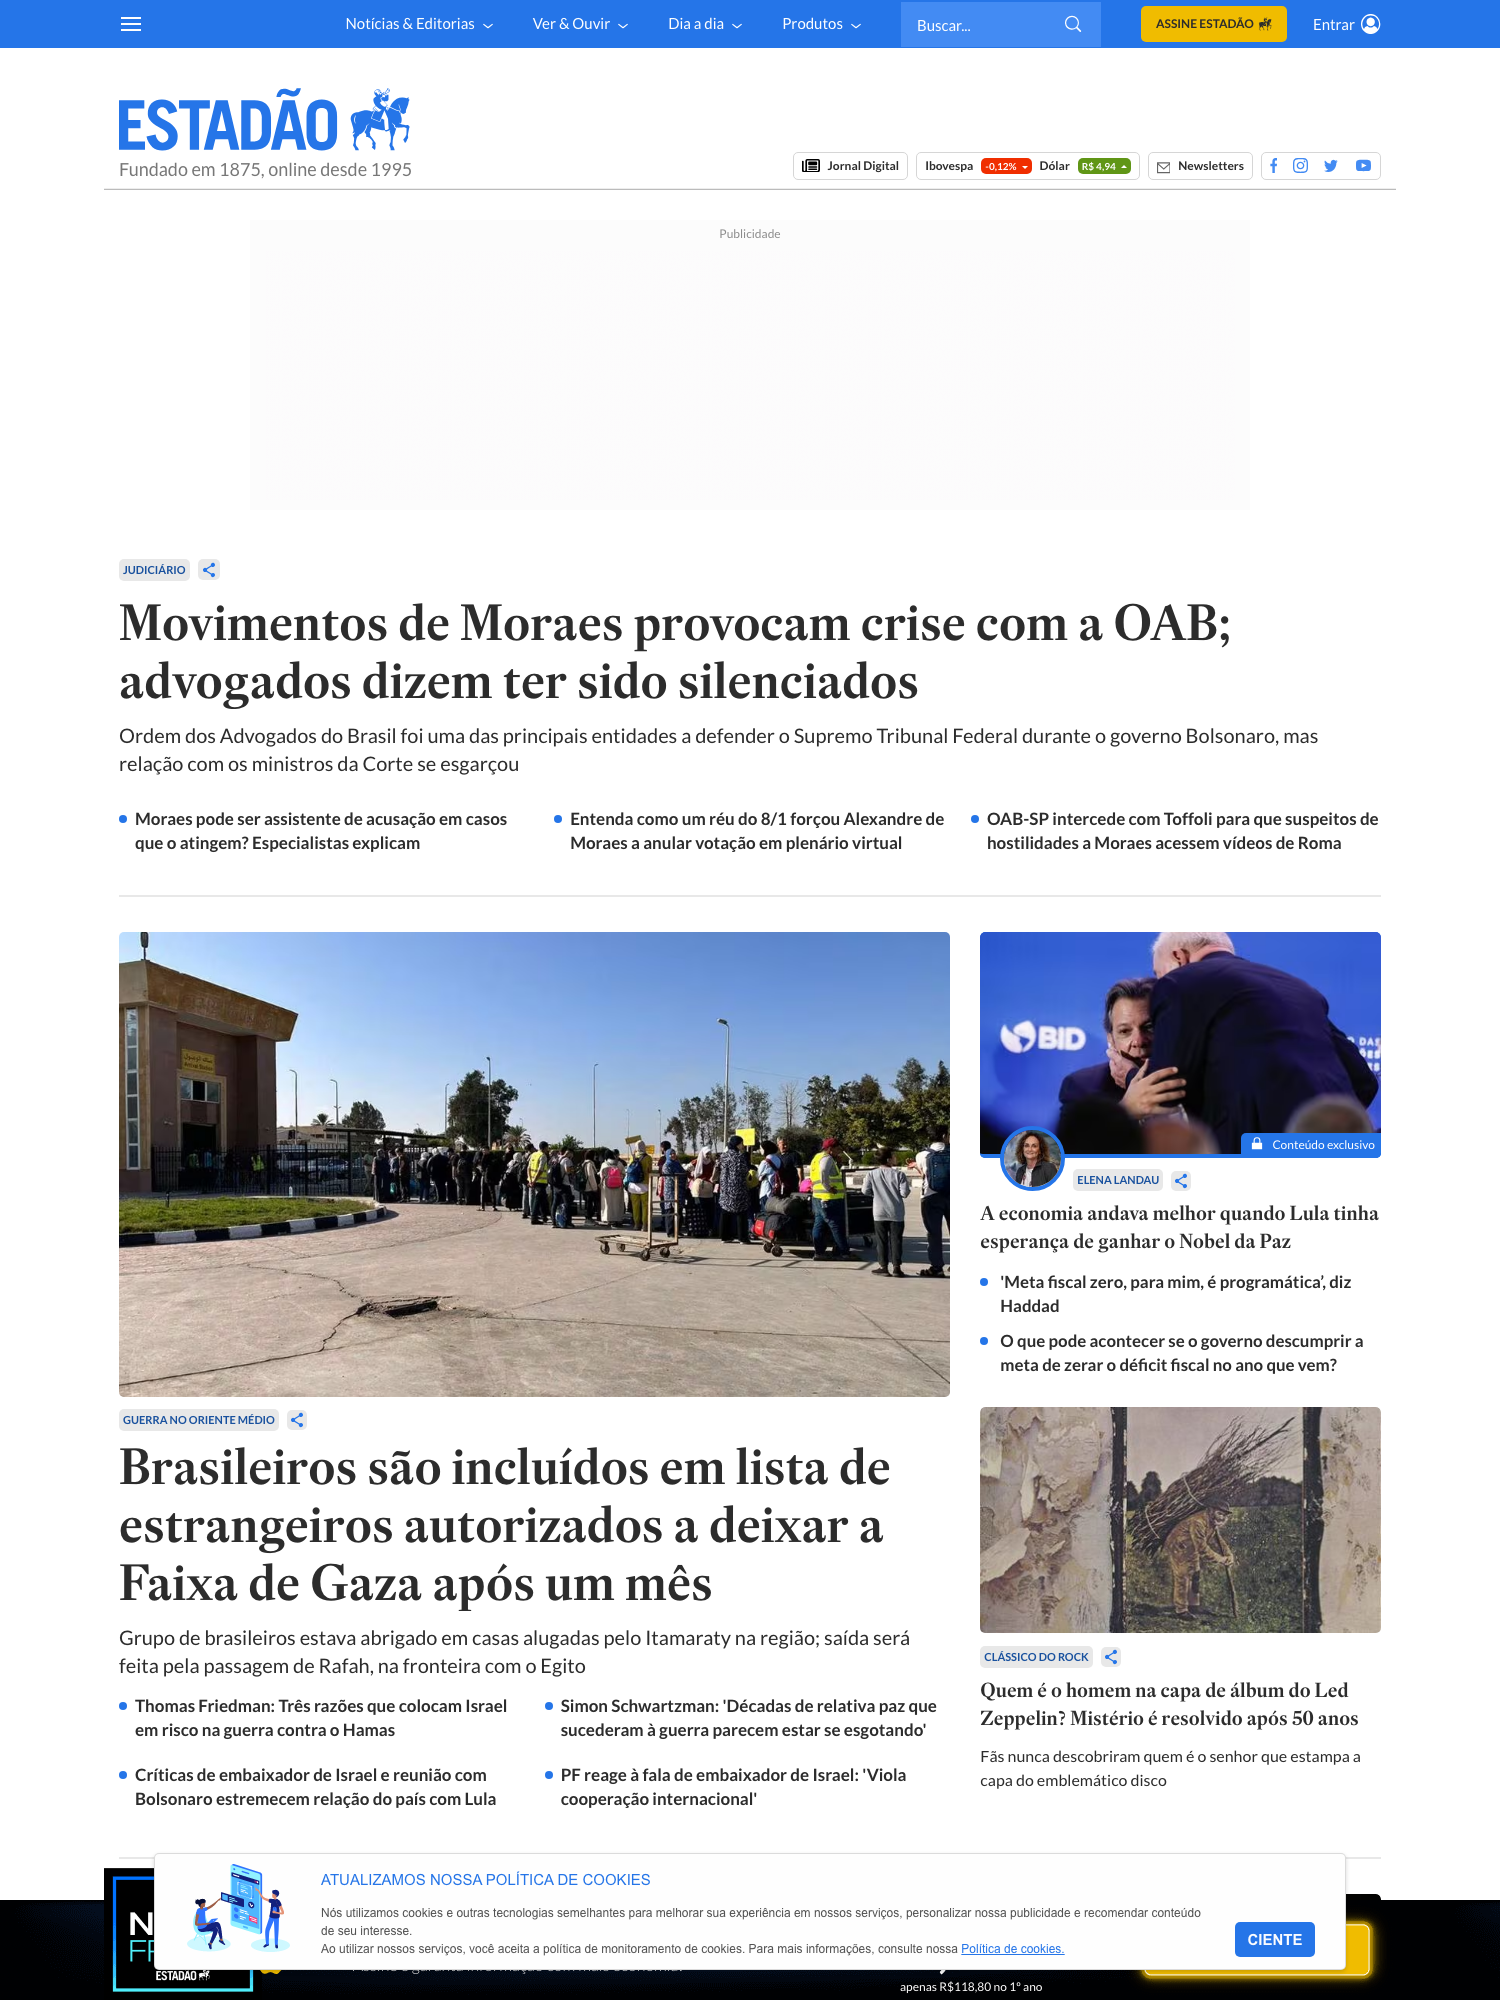 Notícias & Editorias
Ver & Ouvir
Dia a dia
Produtos
Buscar...
ASSINE ESTADÃO
Entrar
ESTADÃO
Fundado em 1875, online desde 1995
Jornal Digital
Ibovespa -0,12% Dólar R$ 4,94
Newsletters
Publicidade
JUDICIÁRIO
Movimentos de Moraes provocam crise com a OAB;
advogados dizem ter sido silenciados
Ordem dos Advogados do Brasil foi uma das principais entidades a defender o Supremo Tribunal Federal durante o governo Bolsonaro, mas
relação com os ministros da Corte se esgarçou
Moraes pode ser assistente de acusação em casos
que o atingem? Especialistas explicam
Entenda como um réu do 8/1 forçou Alexandre de
Moraes a anular votação em plenário virtual
OAB-SP intercede com Toffoli para que suspeitos de
hostilidades a Moraes acessem vídeos de Roma
GUERRA NO ORIENTE MÉDIO
Brasileiros são incluídos em lista de
estrangeiros autorizados a deixar a
Faixa de Gaza após um mês
Grupo de brasileiros estava abrigado em casas alugadas pelo Itamaraty na região; saída será
feita pela passagem de Rafah, na fronteira com o Egito
Thomas Friedman: Três razões que colocam Israel
em risco na guerra contra o Hamas
Simon Schwartzman: 'Décadas de relativa paz que
sucederam à guerra parecem estar se esgotando'
Críticas de embaixador de Israel e reunião com
Bolsonaro estremecem relação do país com Lula
PF reage à fala de embaixador de Israel: 'Viola
cooperação internacional'
BID
Conteúdo exclusivo
ELENA LANDAU
A economia andava melhor quando Lula tinha
esperança de ganhar o Nobel da Paz
'Meta fiscal zero, para mim, é programática’, diz
Haddad
O que pode acontecer se o governo descumprir a
meta de zerar o déficit fiscal no ano que vem?
CLÁSSICO DO ROCK
Quem é o homem na capa de álbum do Led
Zeppelin? Mistério é resolvido após 50 anos
Fãs nunca descobriram quem é o senhor que estampa a
capa do emblemático disco
ATUALIZAMOS NOSSA POLÍTICA DE COOKIES
Nós utilizamos cookies e outras tecnologias semelhantes para melhorar sua experiência em nossos serviços, personalizar nossa publicidade e recomendar conteúdo
de seu interesse.
Ao utilizar nossos serviços, você aceita a política de monitoramento de cookies. Para mais informações, consulte nossa Política de cookies.
CIENTE
ESTADÃO
apenas R$118,80 no 1º ano